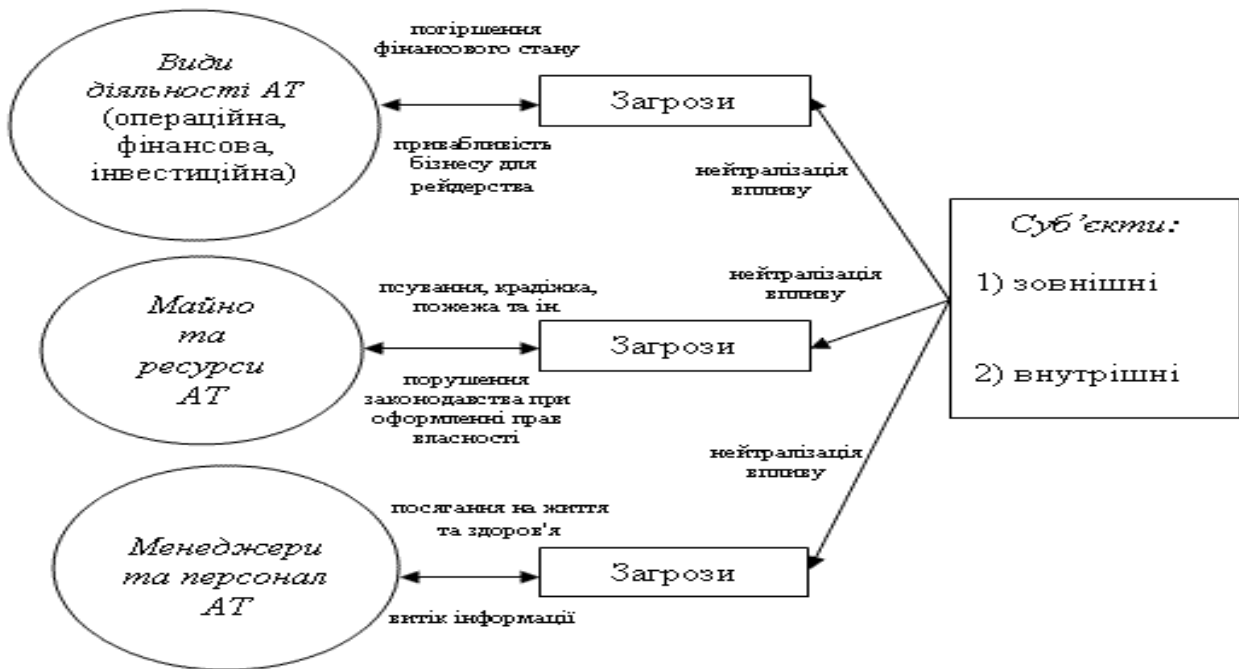 Види
діяльності АТ
(операційна,
фінансова,
інвестиційна)
погіршення
фінансового стану
привабливість
бізнесу для
рейдерства
Загрози
нейтралізація
впливу
Майно
та
ресурси
АТ
псування, крадіжка,
пожежа та ін.
порушення
законодавства при
оформленні прав
власності
Загрози
нейтралізація
впливу
Менеджери
та персонал
АТ
посягання на життя
та здоров'я
витік інформації
Загрози
нейтралізація
впливу
Суб’єкти:
1) зовнішні
2) внутрішні